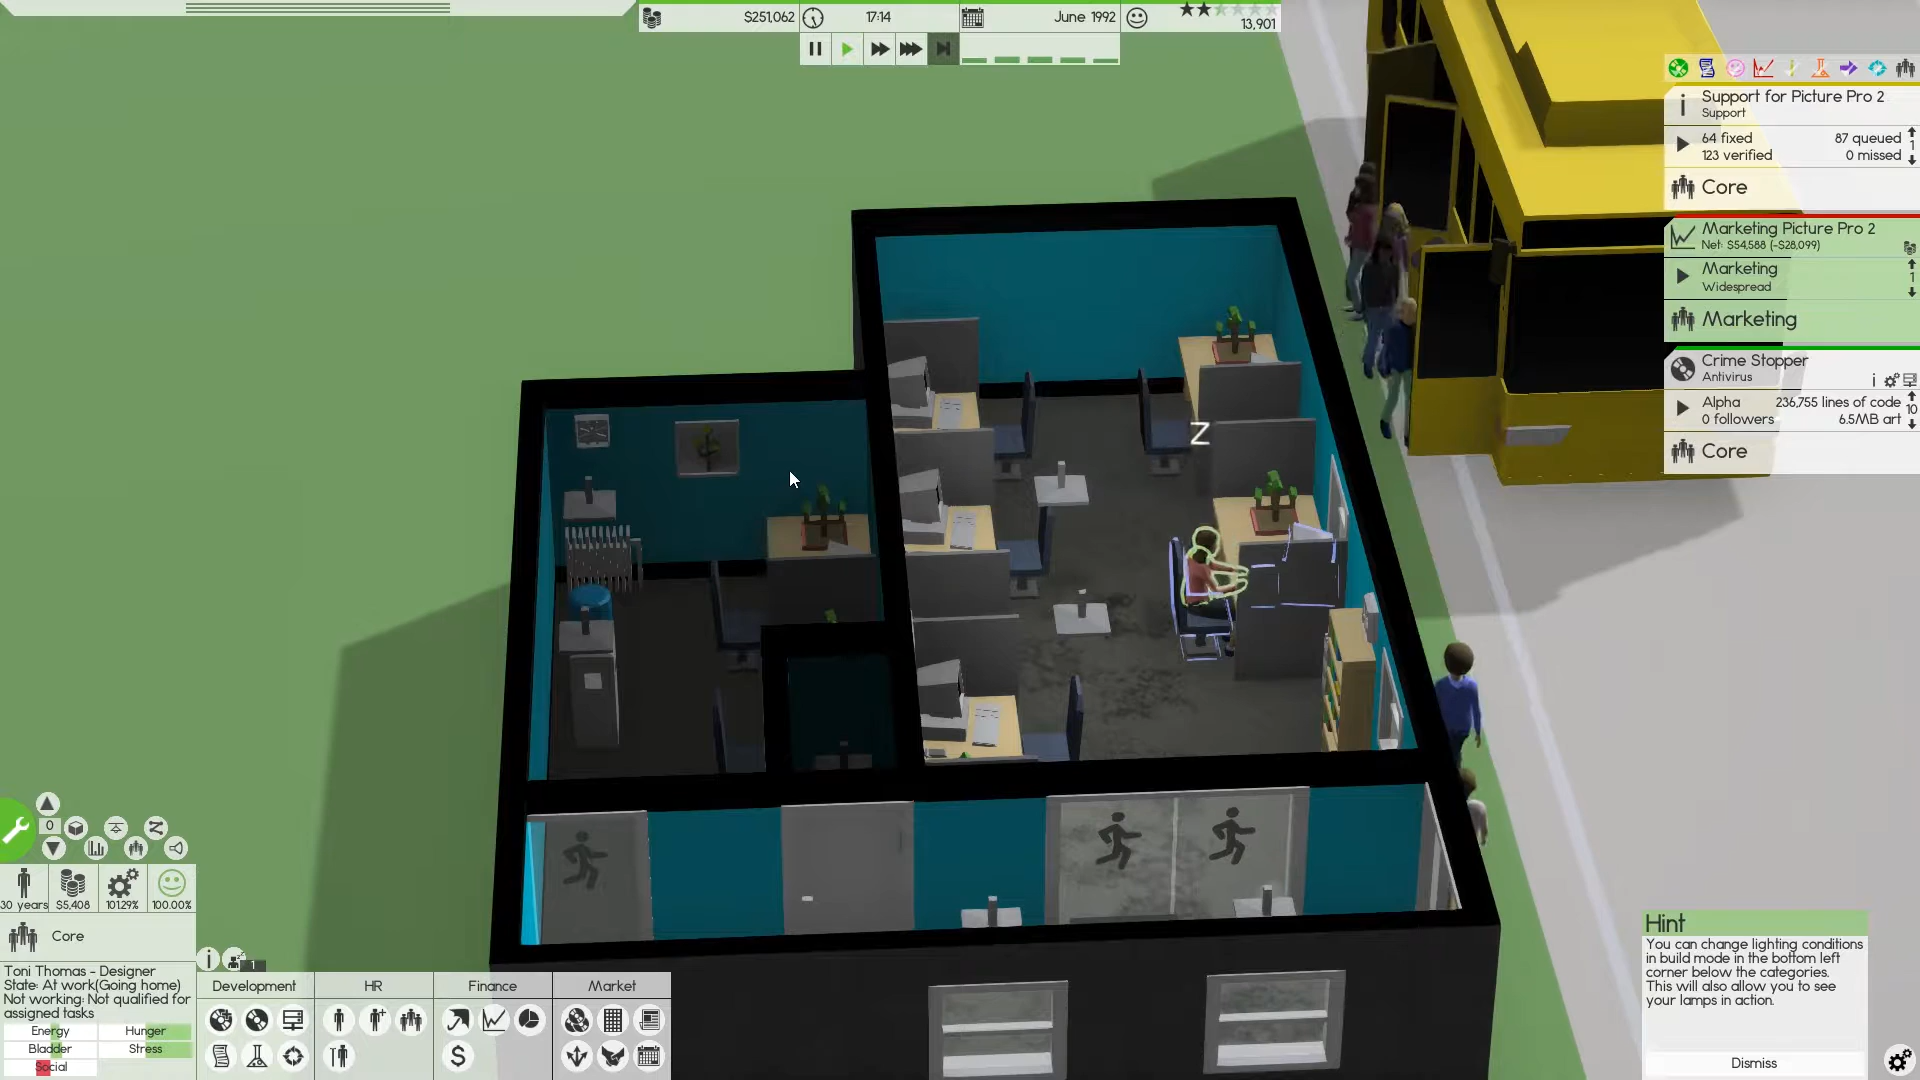 $251,062
17:14
June 1992
13,901
Support for Picture Pro 2
Support
64 fixed 87 queued
123 verified 0 missed
1
Core
Marketing Picture Pro 2
Net: $54,588 (-$28,099)
Marketing
Widespread
1
Marketing
Crime Stopper
Antivirus
i
Alpha 236,755 lines of code
0 followers 6.5MB art
10
Core
Z
0
30 years $5,408 101.29% 100.00%
Core
1
Toni Thomas - Designer
State: At work(Going home)
Not working: Not qualified for
assigned tasks
Energy Hunger
Bladder Stress
Social
Development HR Finance Market
Hint
You can change lighting conditions
in build mode in the bottom left
corner below the categories.
This will also allow you to see
your lamps in action.
Dismiss